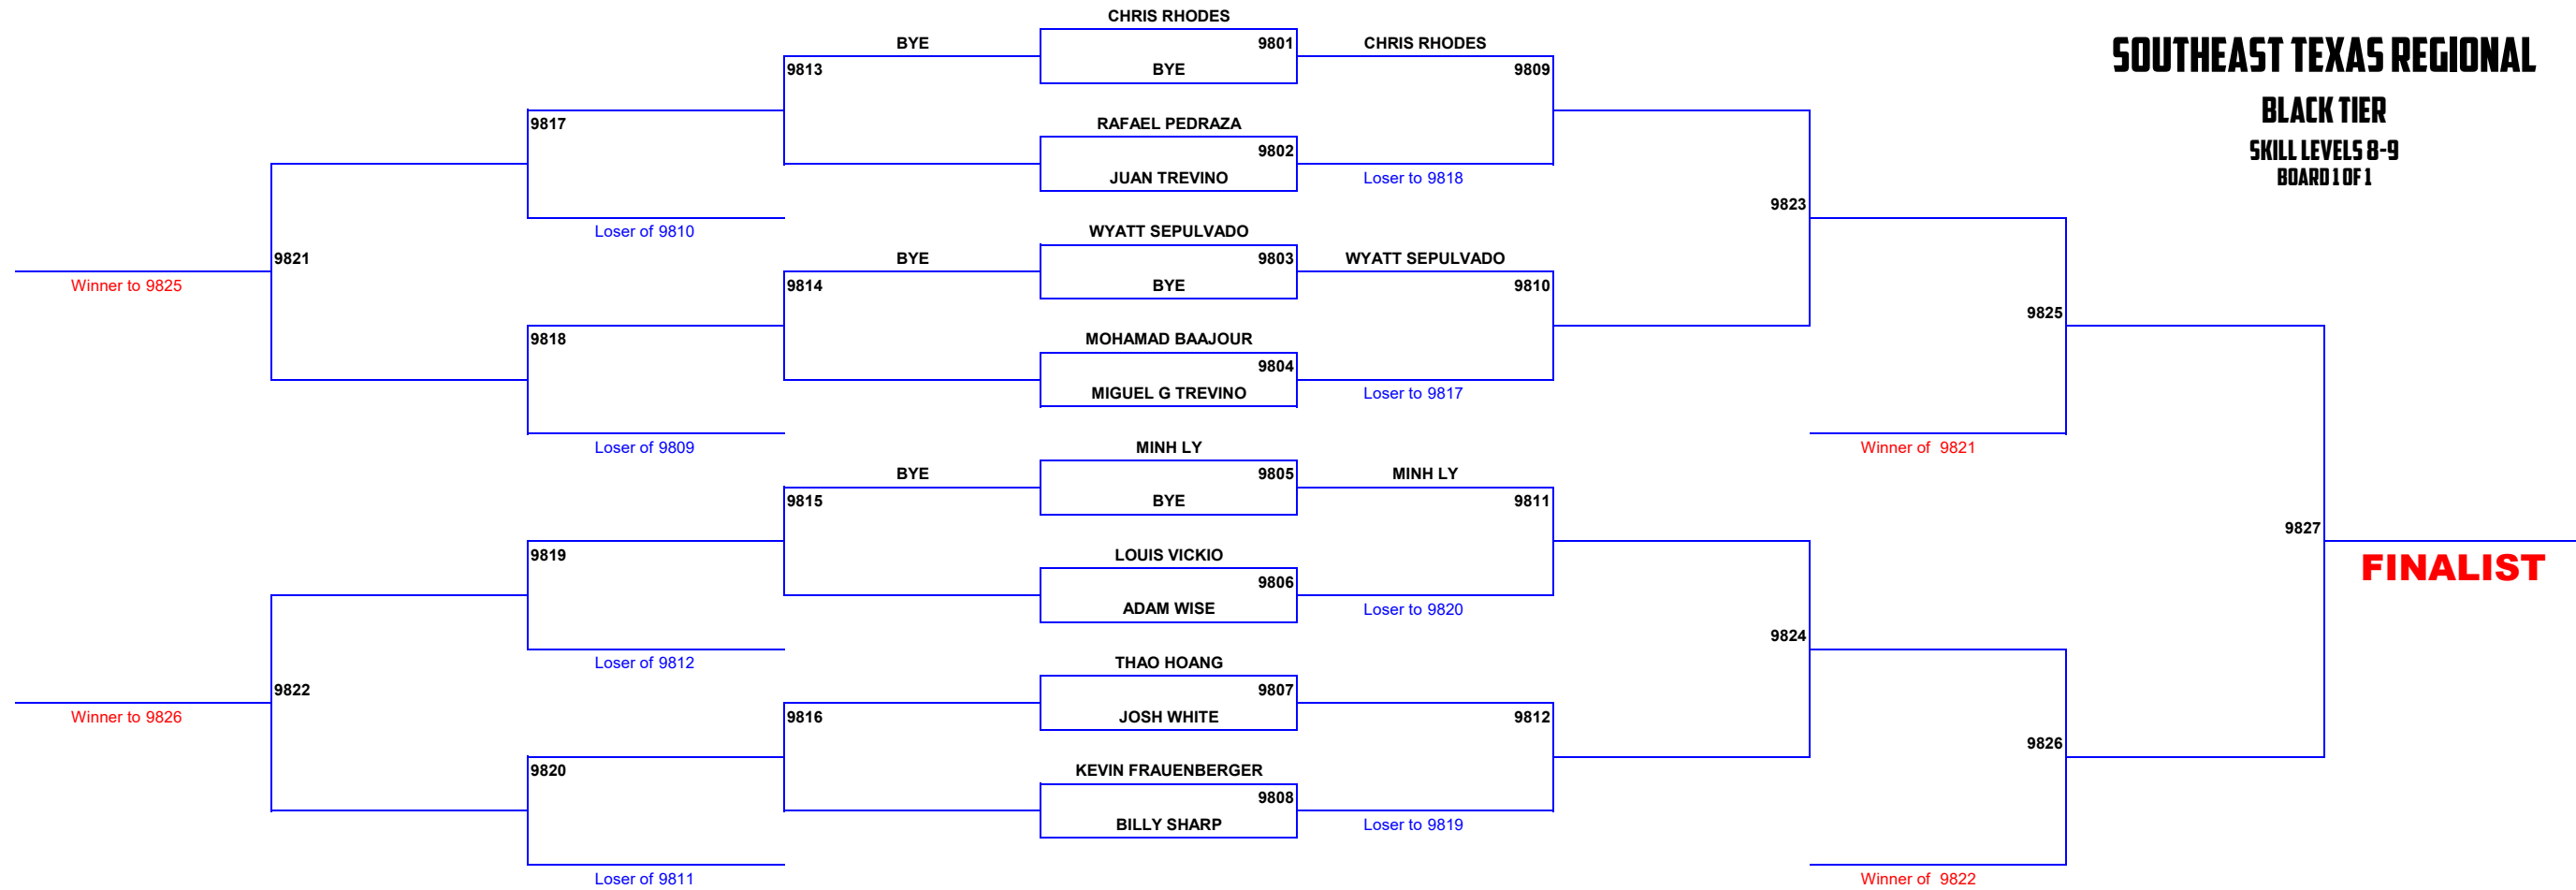 CHRIS RHODES
BYE 9801 CHRIS RHODES
9813 BYE 9809
SOUTHEAST TEXAS REGIONAL
BLACK TIER
SKILL LEVELS 8-9
BOARD 1 OF 1
9817 RAFAEL PEDRAZA
9802
JUAN TREVINO Loser to 9818
9823
Loser of 9810 WYATT SEPULVADO
9821 BYE 9803 WYATT SEPULVADO
Winner to 9825 9814 BYE 9810
9825
9818 MOHAMAD BAAJOUR
9804
MIGUEL G TREVINO Loser to 9817
Loser of 9809 MINH LY Winner of 9821
BYE 9805 MINH LY
9815 BYE 9811
9827
9819 LOUIS VICKIO
FINALIST
9806
ADAM WISE Loser to 9820
9824
Loser of 9812 THAO HOANG
9822 9807
Winner to 9826 9816 JOSH WHITE 9812
9826
9820 KEVIN FRAUENBERGER
9808
BILLY SHARP Loser to 9819
Loser of 9811 Winner of 9822